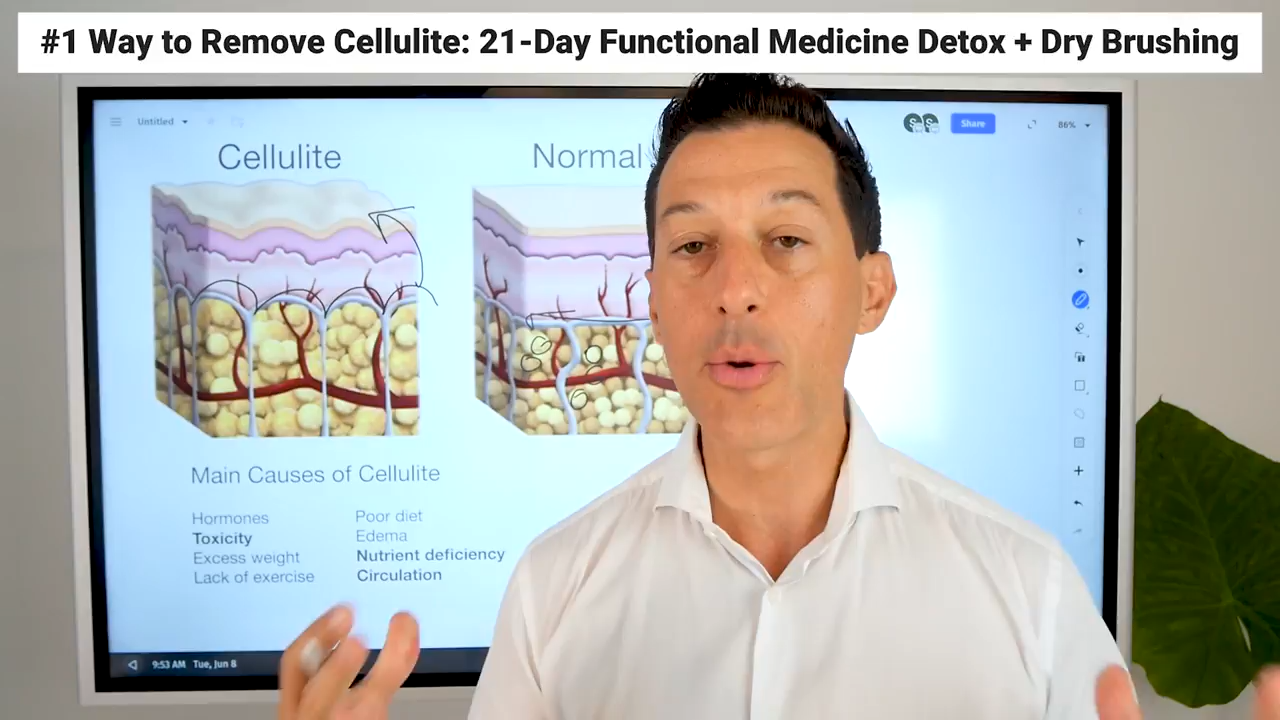 #1 Way to Remove Cellulite: 21-Day Functional Medicine Detox + Dry Brushing
Untitled
Share
86%
Cellulite
Normal
Main Causes of Cellulite
Hormones
Toxicity
Excess weight
Lack of exercise
Poor diet
Edema
Nutrient deficiency
Circulation
9:53 AM Tue, Jun 8